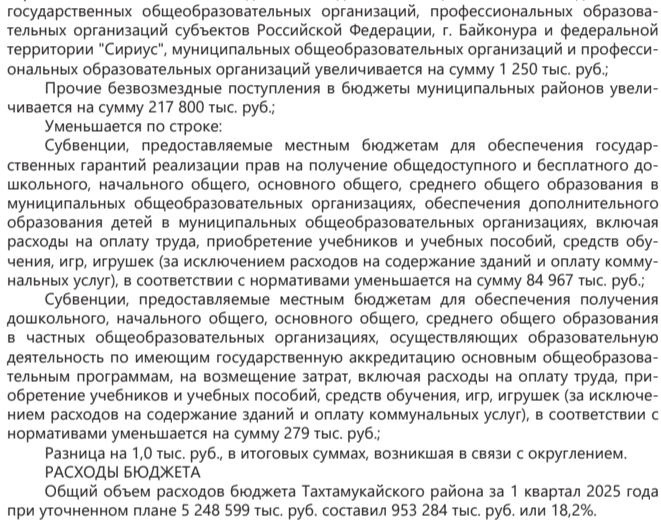 государственных общеобразовательных организаций, профессиональных образова-
тельных организаций субъектов Российской Федерации, г. Байконура и федеральной
территории "Сириус", муниципальных общеобразовательных организаций и професси-
ональных образовательных организаций увеличивается на сумму 1 250 тыс. руб.;
Прочие безвозмездные поступления в бюджеты муниципальных районов увели-
чивается на сумму 217 800 тыс. руб.;
Уменьшается по строке:
Субвенции, предоставляемые местным бюджетам для обеспечения государ-
ственных гарантий реализации прав на получение общедоступного и бесплатного до-
школьного, начального общего, основного общего, среднего общего образования в
муниципальных общеобразовательных организациях, обеспечения дополнительного
образования детей в муниципальных общеобразовательных организациях, включая
расходы на оплату труда, приобретение учебников и учебных пособий, средств обу-
чения, игр, игрушек (за исключением расходов на содержание зданий и оплату комму-
нальных услуг), в соответствии с нормативами уменьшается на сумму 84 967 тыс. руб.;
Субвенции, предоставляемые местным бюджетам для обеспечения получения
дошкольного, начального общего, основного общего, среднего общего образования
в частных общеобразовательных организациях, осуществляющих образовательную
деятельность по имеющим государственную аккредитацию основным общеобразова-
тельным программам, на возмещение затрат, включая расходы на оплату труда, при-
обретение учебников и учебных пособий, средств обучения, игр, игрушек (за исключе-
нием расходов на содержание зданий и оплату коммунальных услуг), в соответствии с
нормативами уменьшается на сумму 279 тыс. руб.;
Разница на 1,0 тыс. руб., в итоговых суммах, возникшая в связи с округлением.
РАСХОДЫ БЮДЖЕТА
Общий объем расходов бюджета Тахтамукайского района за 1 квартал 2025 года
при уточненном плане 5 248 599 тыс. руб. составил 953 284 тыс. руб. или 18,2%.